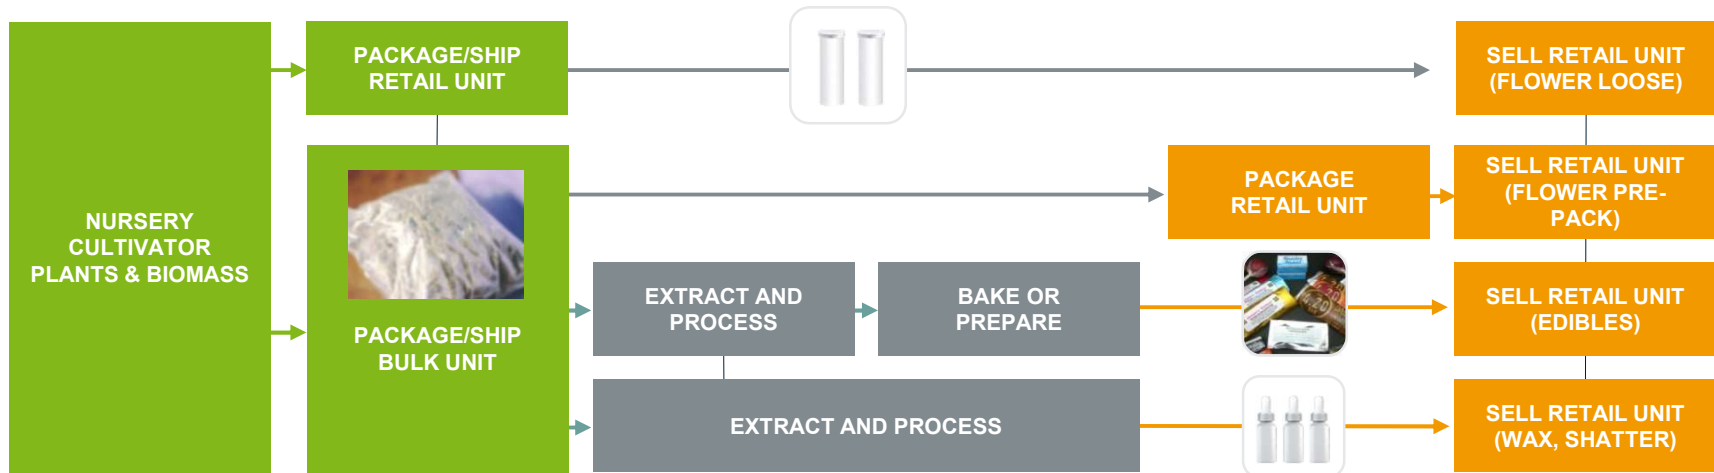 PACKAGE/SHIP
RETAIL UNIT
SELL RETAIL UNIT
(FLOWER LOOSE)
NURSERY
CULTIVATOR
PLANTS & BIOMASS
PACKAGE
RETAIL UNIT
SELL RETAIL UNIT
(FLOWER PRE-
PACK)
PACKAGE/SHIP
BULK UNIT
EXTRACT AND
PROCESS
BAKE OR
PREPARE
SELL RETAIL UNIT
(EDIBLES)
EXTRACT AND PROCESS
SELL RETAIL UNIT
(WAX, SHATTER)